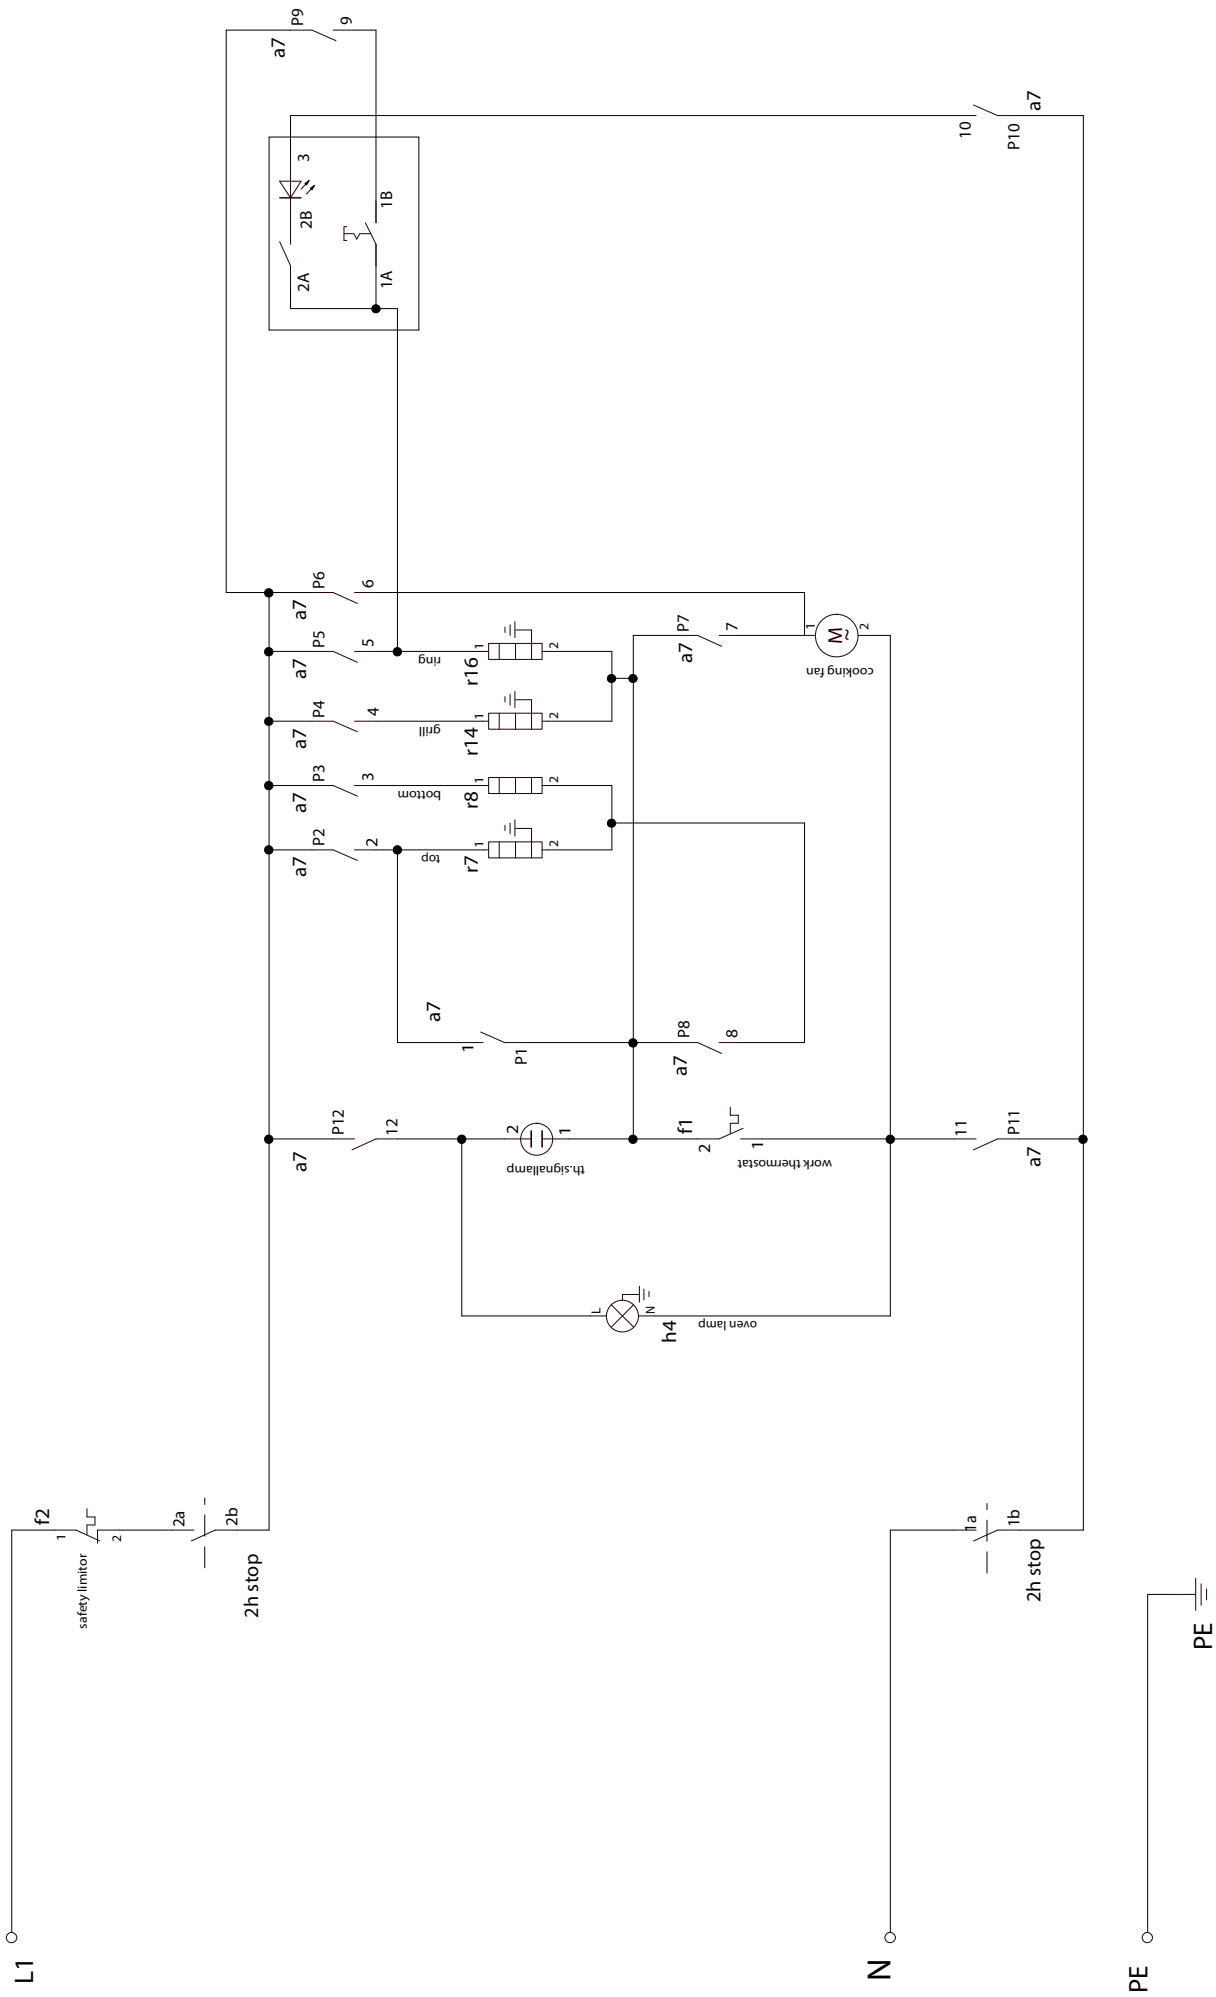 L1
f2
1
2
safety limitor
2a
2b
2h stop
N
1a
1b
2h stop
PE
PE
a7
P12
12
2
1
th.signallamp
f1
2
1
work thermostat
11
P11
a7
L
N
h4
oven lamp
a7
1
P1
a7
P8
8
a7
P2
2
top
r7
1
2
a7
P3
3
bottom
r8
1
2
a7
P4
4
grill
r14
1
2
a7
P5
5
ring
r16
1
2
a7
P6
6
a7
P7
7
1
M
~
2
cooking fan
2A
2B
3
1A
1B
a7
P9
9
10
P10
a7